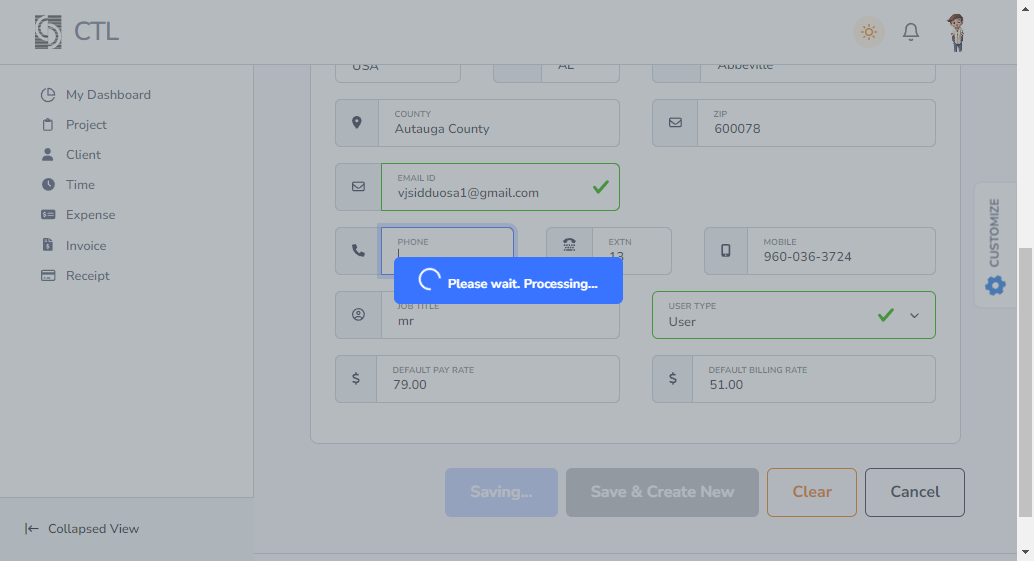 CTL
My Dashboard
Project
Client
Time
Expense
Invoice
Receipt
Collapsed View
USA
AL
Abbeville
COUNTY
Autauga County
ZIP
600078
EMAIL ID
vjsidduosa1@gmail.com
PHONE
EXTN
13
MOBILE
960-036-3724
Please wait. Processing...
JOB TITLE
mr
USER TYPE
User
DEFAULT PAY RATE
79.00
DEFAULT BILLING RATE
51.00
Saving...
Save & Create New
Clear
Cancel
CUSTOMIZE